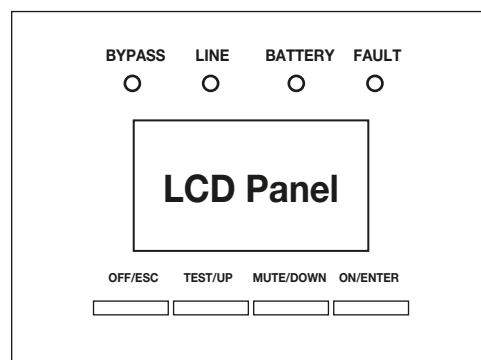 BYPASS LINE BATTERY FAULT
LCD Panel
OFF/ESC TEST/UP MUTE/DOWN ON/ENTER